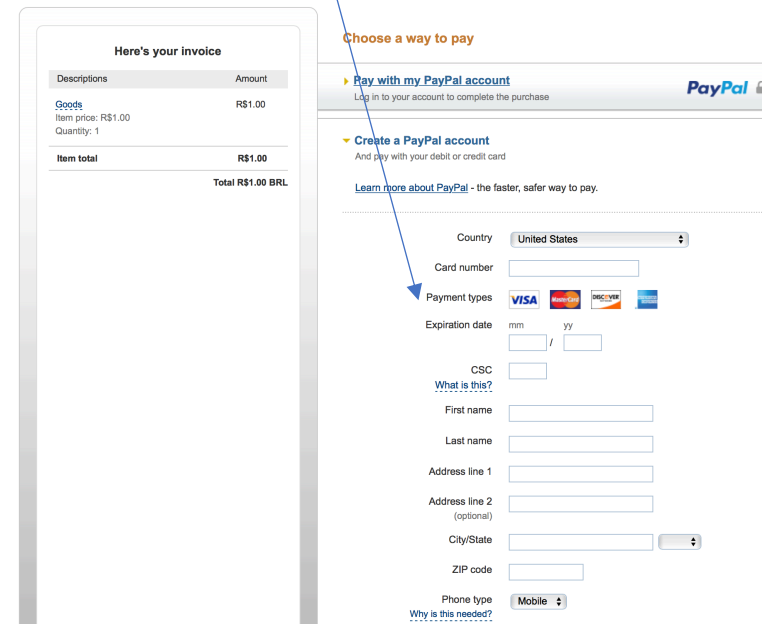 Here's your invoice
Descriptions Amount
Goods R$1.00
Item price: R$1.00
Quantity: 1
Item total R$1.00
Total R$1.00 BRL
Choose a way to pay
Pay with my PayPal account
Log in to your account to complete the purchase
PayPal
Create a PayPal account
And pay with your debit or credit card
Learn more about PayPal - the faster, safer way to pay.
Country United States
Card number
Payment types VISA MasterCard DISCOVER
Expiration date mm yy
/
CSC
What is this?
First name
Last name
Address line 1
Address line 2
(optional)
City/State
ZIP code
Phone type Mobile
Why is this needed?